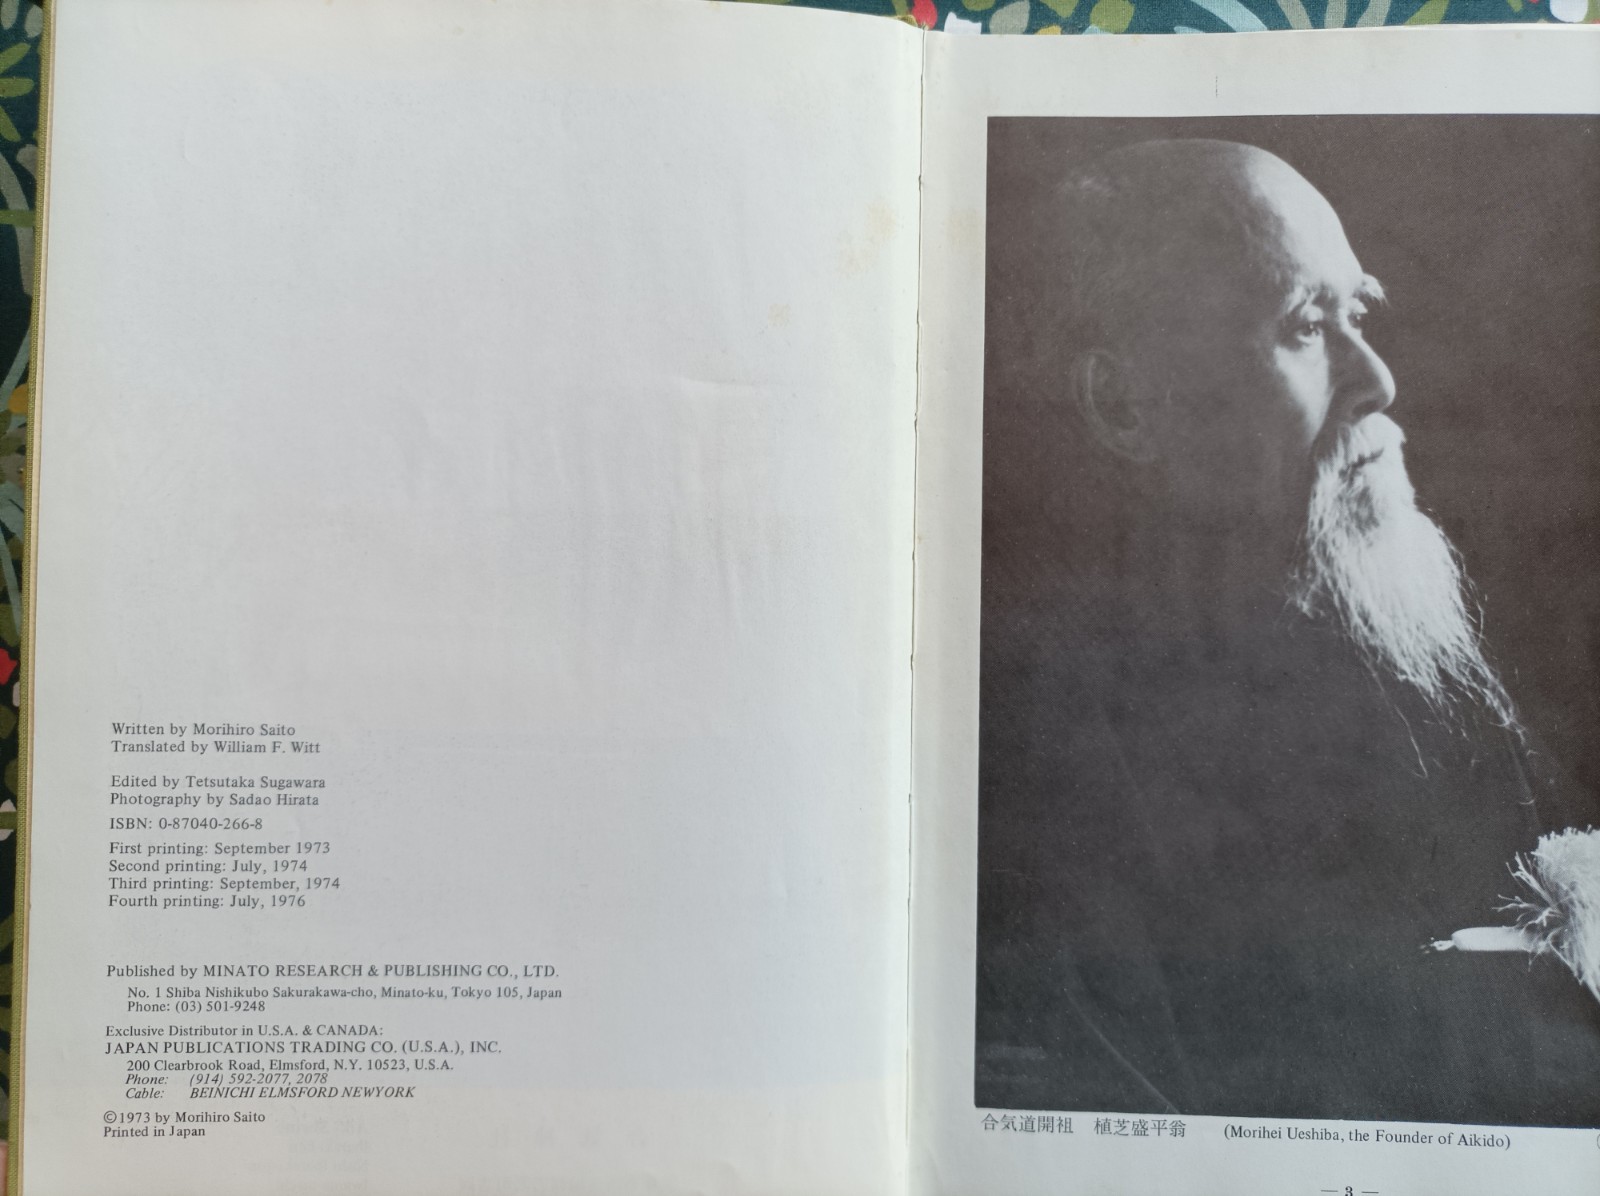 Written by Morihiro Saito
Translated by William F. Witt
Edited by Tetsutaka Sugawara
Photography by Sadao Hirata
ISBN: 0-87040-266-8
First printing: September 1973
Second printing: July, 1974
Third printing: September, 1974
Fourth printing: July, 1976
Published by MINATO RESEARCH & PUBLISHING CO., LTD.
No. 1 Shiba Nishikubo Sakurakawa-cho, Minato-ku, Tokyo 105, Japan
Phone: (03) 501-9248
Exclusive Distributor in U.S.A. & CANADA:
JAPAN PUBLICATIONS TRADING CO. (U.S.A.), INC.
200 Clearbrook Road, Elmsford, N.Y. 10523, U.S.A.
Phone: (914) 592-2077, 2078
Cable: BEINICHI ELMSFORD NEWYORK
©1973 by Morihiro Saito
Printed in Japan
合気道開祖 植芝盛平翁 (Morihei Ueshiba, the Founder of Aikido)
— 3 —